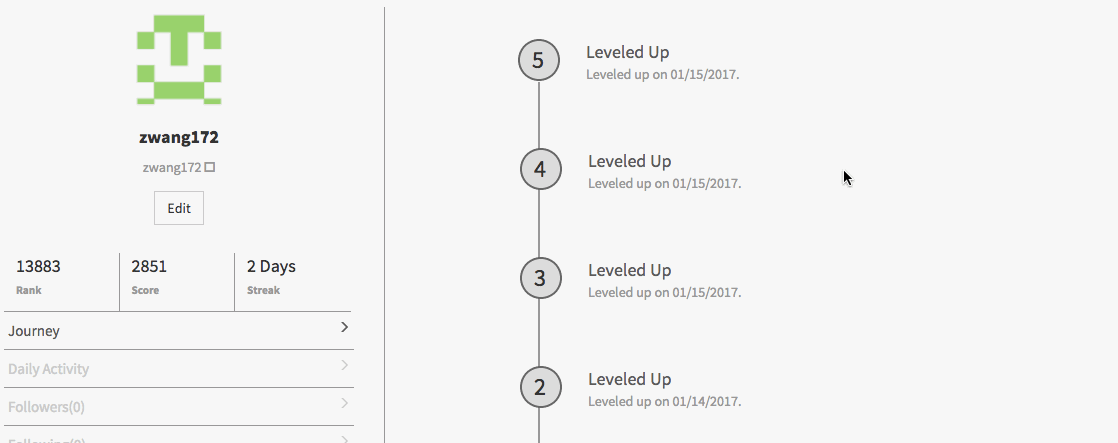 zwang172
zwang172
Edit
13883
Rank
2851
Score
2 Days
Streak
Journey
Daily Activity
Followers(0)
Following(0)
5
Leveled Up
Leveled up on 01/15/2017.
4
Leveled Up
Leveled up on 01/15/2017.
3
Leveled Up
Leveled up on 01/15/2017.
2
Leveled Up
Leveled up on 01/14/2017.